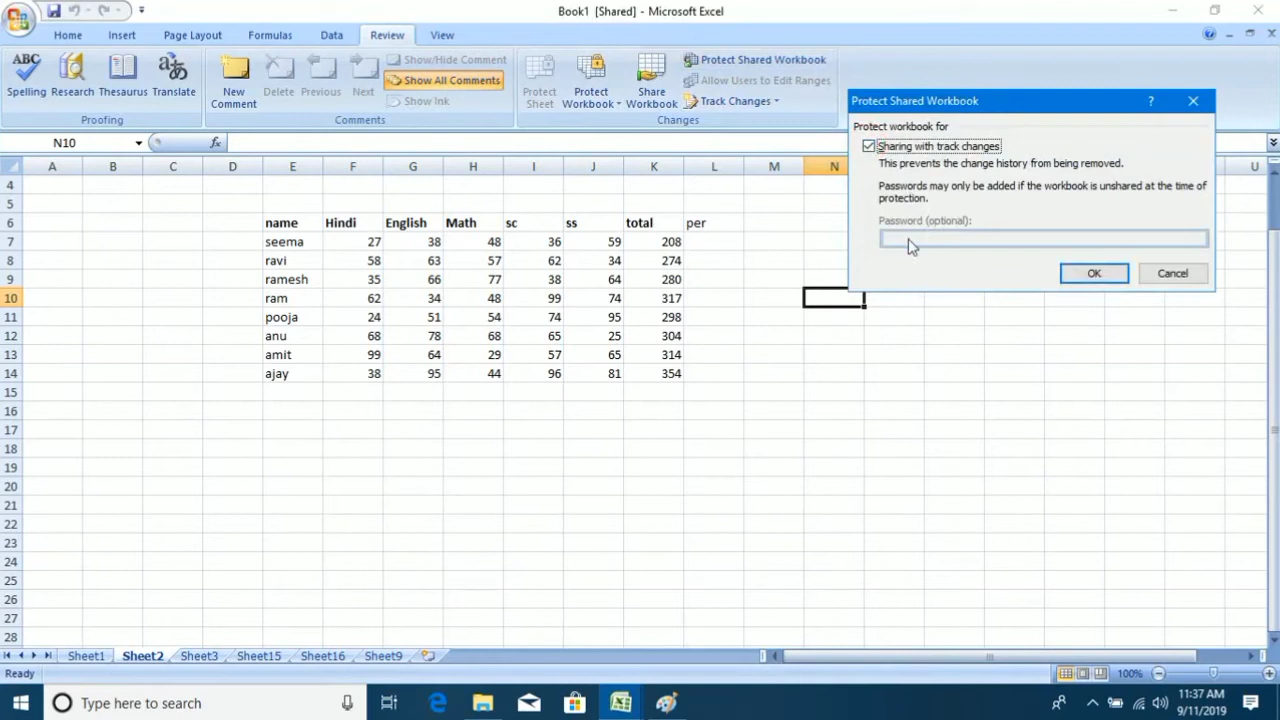 Book1 [Shared] - Microsoft Excel
Home Insert Page Layout Formulas Data Review View
ABC
Spelling Research Thesaurus Translate
Proofing
New Comment Delete Previous Next
Show/Hide Comment
Show All Comments
Show Ink
Comments
Protect Sheet Protect Workbook Share Workbook
Protect Shared Workbook
Allow Users to Edit Ranges
Track Changes
Changes
N10 fx
A B C D E F G H I J K L M N U
4
5
6 name Hindi English Math sc ss total per
7 seema 27 38 48 36 59 208
8 ravi 58 63 57 62 34 274
9 ramesh 35 66 77 38 64 280
10 ram 62 34 48 99 74 317
11 pooja 24 51 54 74 95 298
12 anu 68 78 68 65 25 304
13 amit 99 64 29 57 65 314
14 ajay 38 95 44 96 81 354
15
16
17
18
19
20
21
22
23
24
25
26
27
28
Protect Shared Workbook ?
Protect workbook for
Sharing with track changes
This prevents the change history from being removed.
Passwords may only be added if the workbook is unshared at the time of
protection.
Password (optional):
OK Cancel
Sheet1 Sheet2 Sheet3 Sheet15 Sheet16 Sheet9
Ready 100%
Type here to search
11:37 AM
9/11/2019